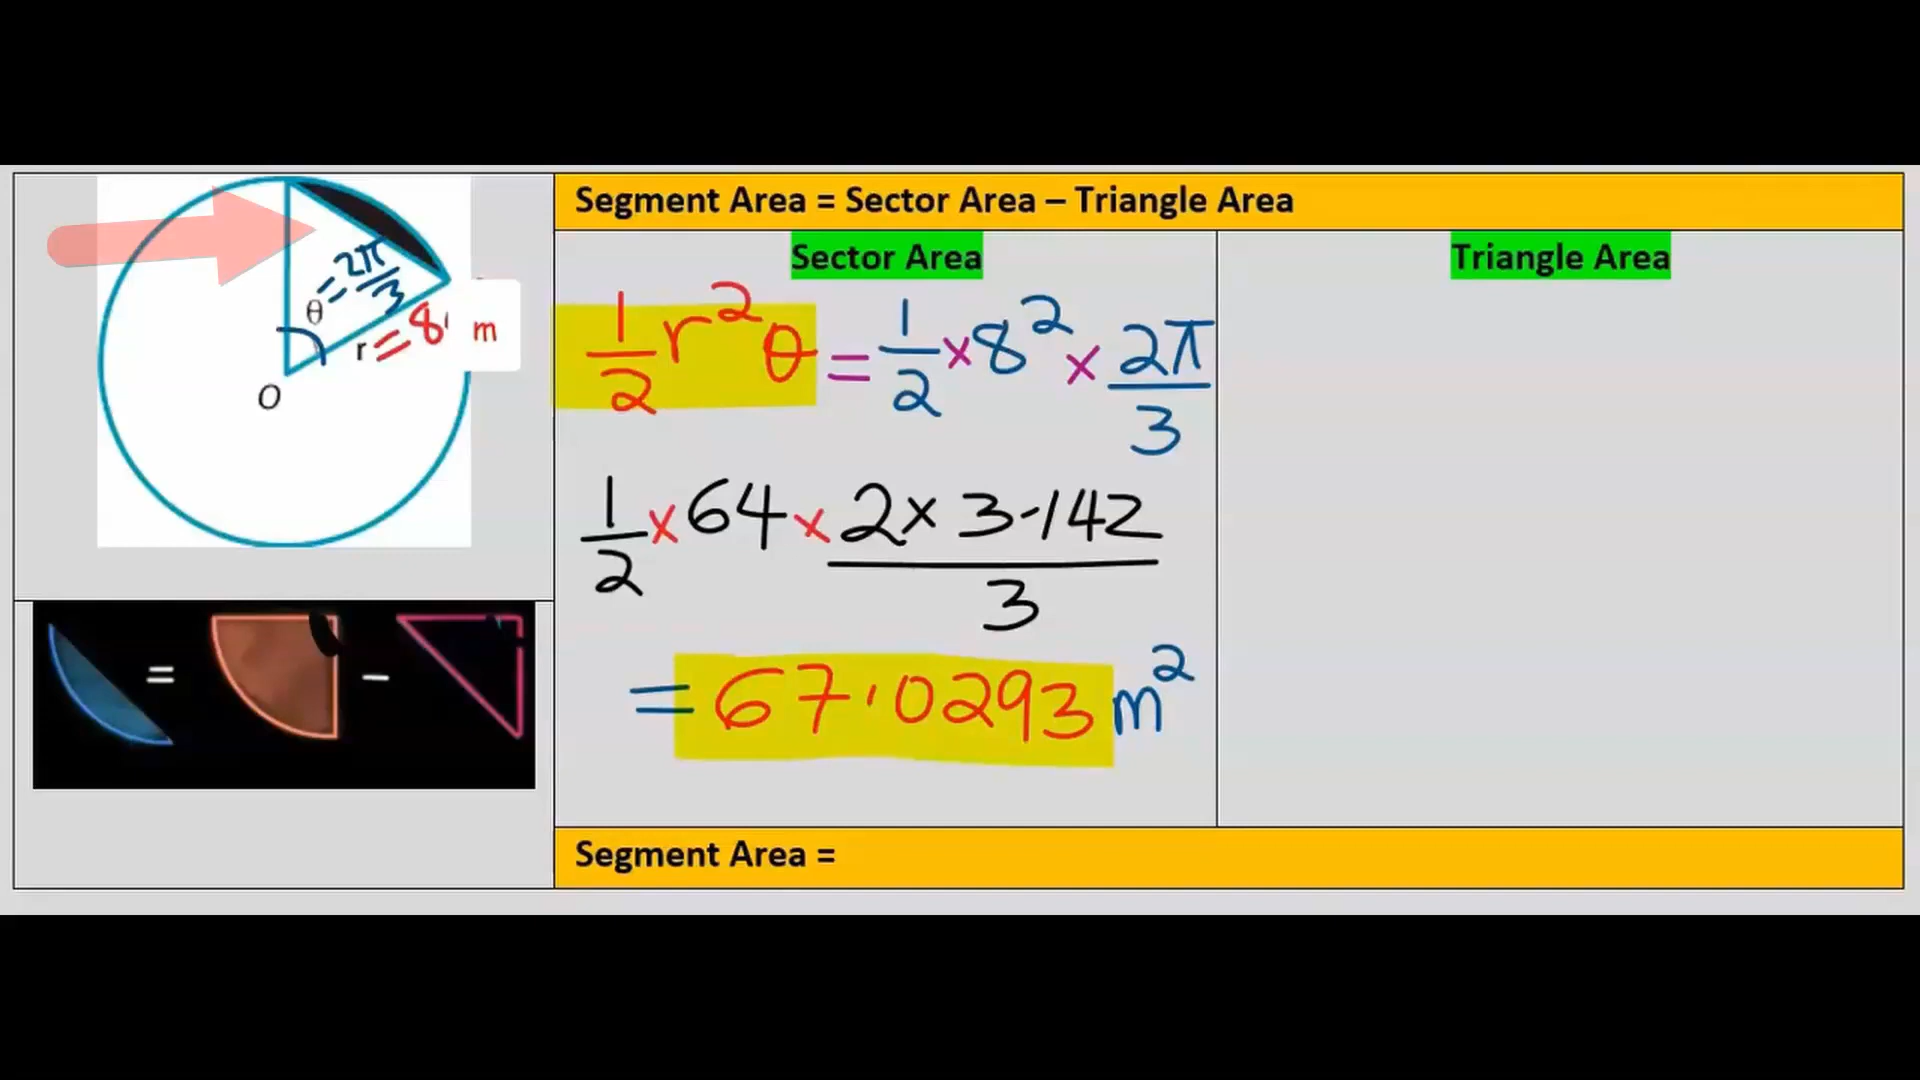 Segment Area = Sector Area – Triangle Area
θ = 2π/3
r = 8 m
O
= -
Sector Area
1/2 r²θ = 1/2 × 8² × 2π/3
1/2 × 64 × 2 × 3.142/3
= 67.0293 m²
Triangle Area
Segment Area =